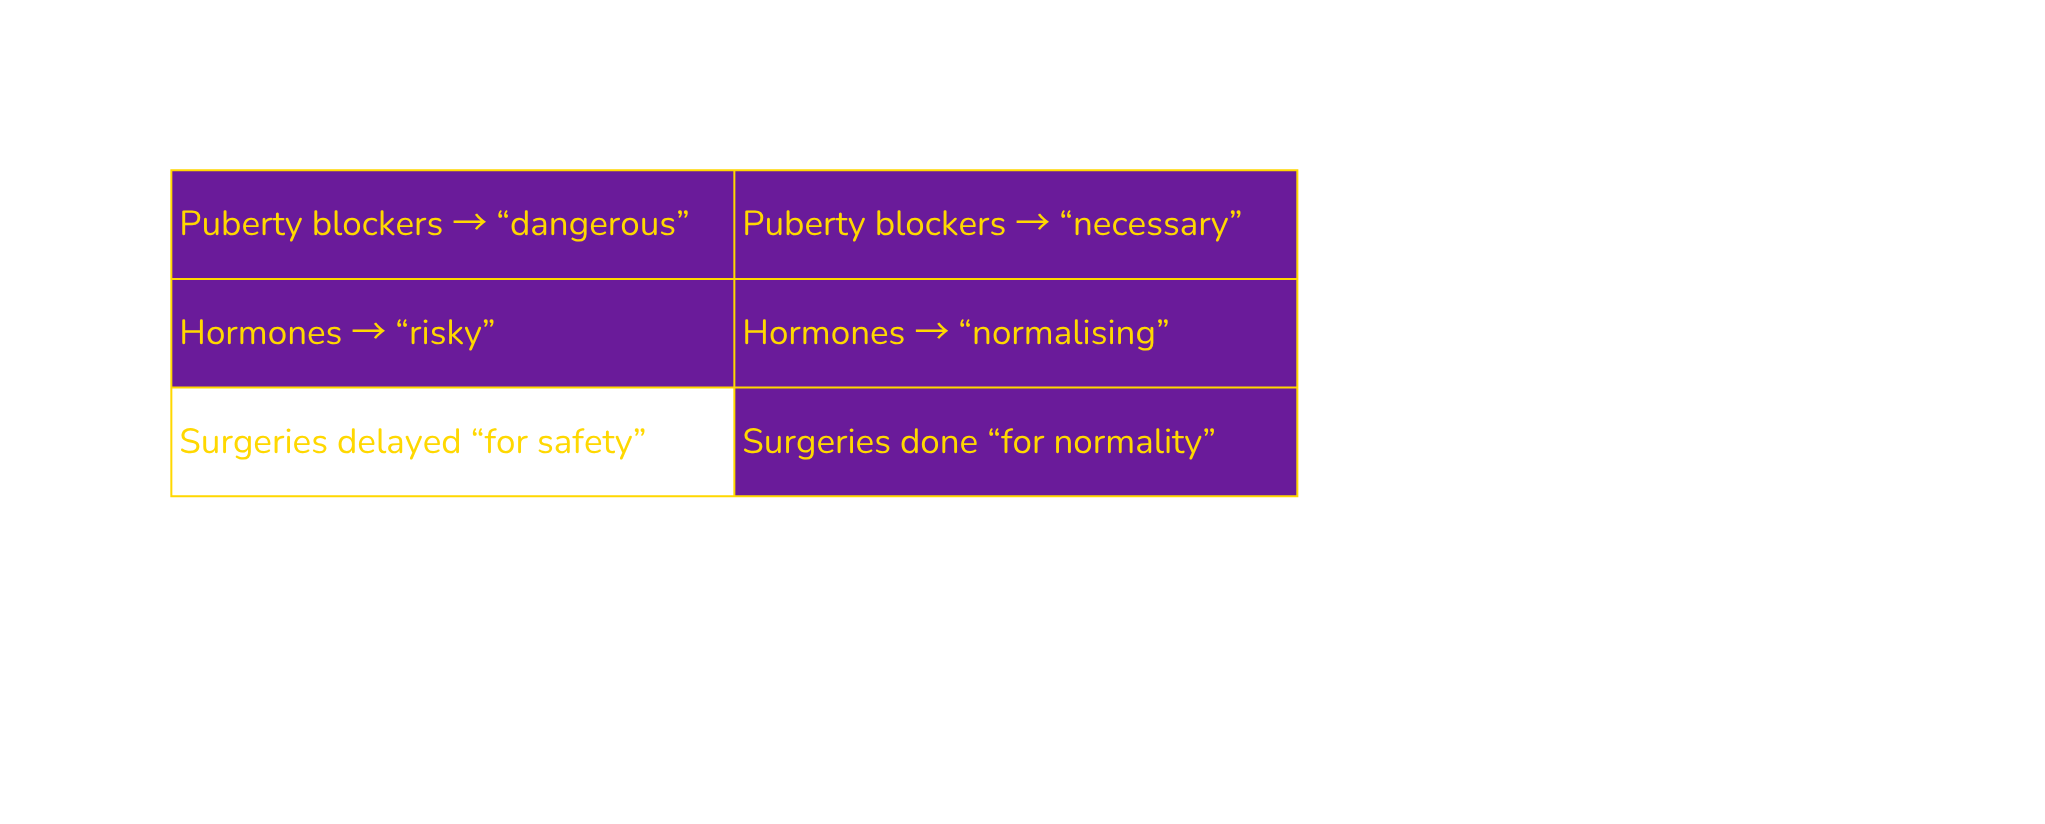 Puberty blockers → “dangerous”
Puberty blockers → “necessary”
Hormones → “risky”
Hormones → “normalising”
Surgeries delayed “for safety”
Surgeries done “for normality”